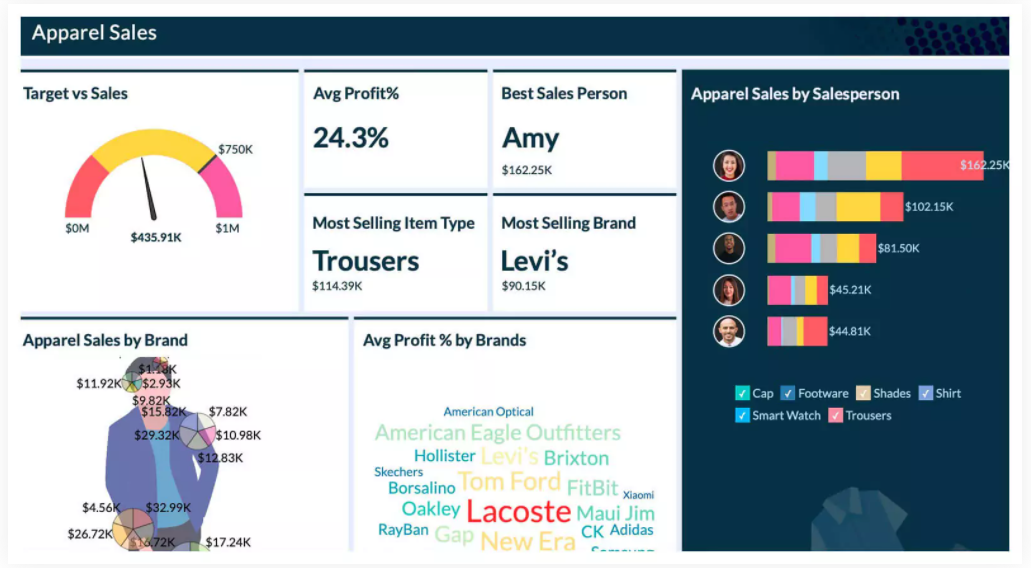 Apparel Sales
Target vs Sales
$750K
$0M
$435.91K
$1M
Avg Profit%
24.3%
Best Sales Person
Amy
$162.25K
Most Selling Item Type
Trousers
$114.39K
Most Selling Brand
Levi's
$90.15K
Apparel Sales by Salesperson
$162.25K
$102.15K
$81.50K
$45.21K
$44.81K
Cap Footware Shades Shirt
Smart Watch Trousers
Apparel Sales by Brand
$1.18K
$11.92K $2.93K
$9.82K
$15.82K $7.82K
$29.32K $10.98K
$12.83K
$4.56K $32.99K
$26.72K
$17.24K
Avg Profit % by Brands
American Optical
American Eagle Outfitters
Hollister Levi's Brixton
Skechers
Tom Ford FitBit
Borsalino Xiaomi
Oakley Lacoste Maui Jim
RayBan Gap New Era CK Adidas